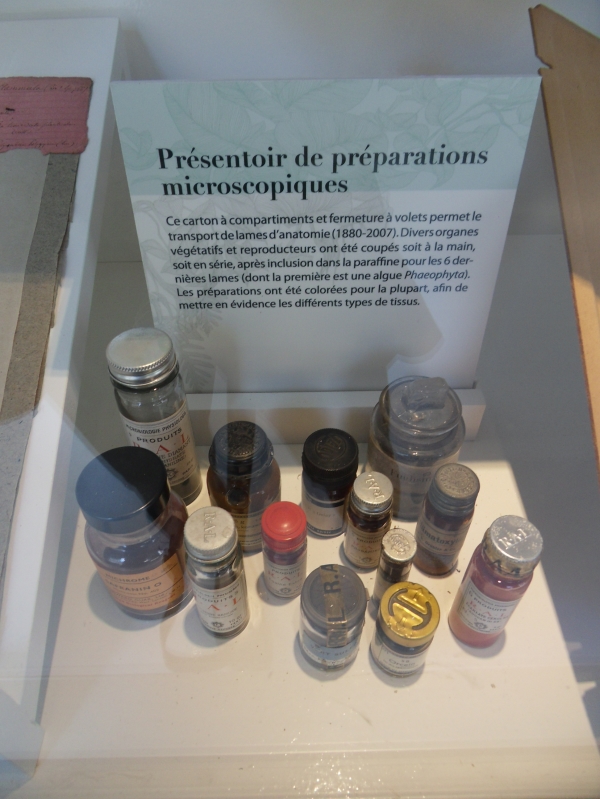 Présentoir de préparations
microscopiques
Ce carton à compartiments et fermeture à volets permet le
transport de lames d'anatomie (1880-2007). Divers organes
végétatifs et reproducteurs ont été coupés soit à la main,
soit en série, après inclusion dans la paraffine pour les 6 der-
nières lames (dont la première est une algue Phaeophyta).
Les préparations ont été colorées pour la plupart, afin de
mettre en évidence les différents types de tissus.
PRODUITS
R.A.L